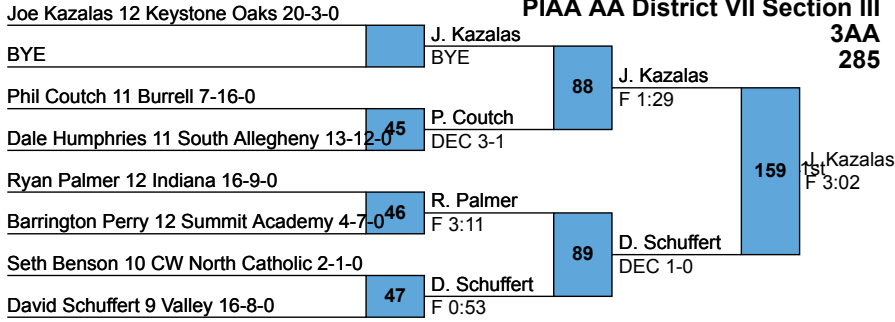 PIAA AA District VII Section III
3AA
285
Joe Kazalas 12 Keystone Oaks 20-3-0
BYE
J. Kazalas
BYE
Phil Coutch 11 Burrell 7-16-0
Dale Humphries 11 South Allegheny 13-12-0
45
P. Coutch
DEC 3-1
88
J. Kazalas
F 1:29
Ryan Palmer 12 Indiana 16-9-0
Barrington Perry 12 Summit Academy 4-7-0
46
R. Palmer
F 3:11
Seth Benson 10 CW North Catholic 2-1-0
David Schuffert 9 Valley 16-8-0
47
D. Schuffert
F 0:53
89
D. Schuffert
DEC 1-0
159
J. Kazalas
1st
F 3:02